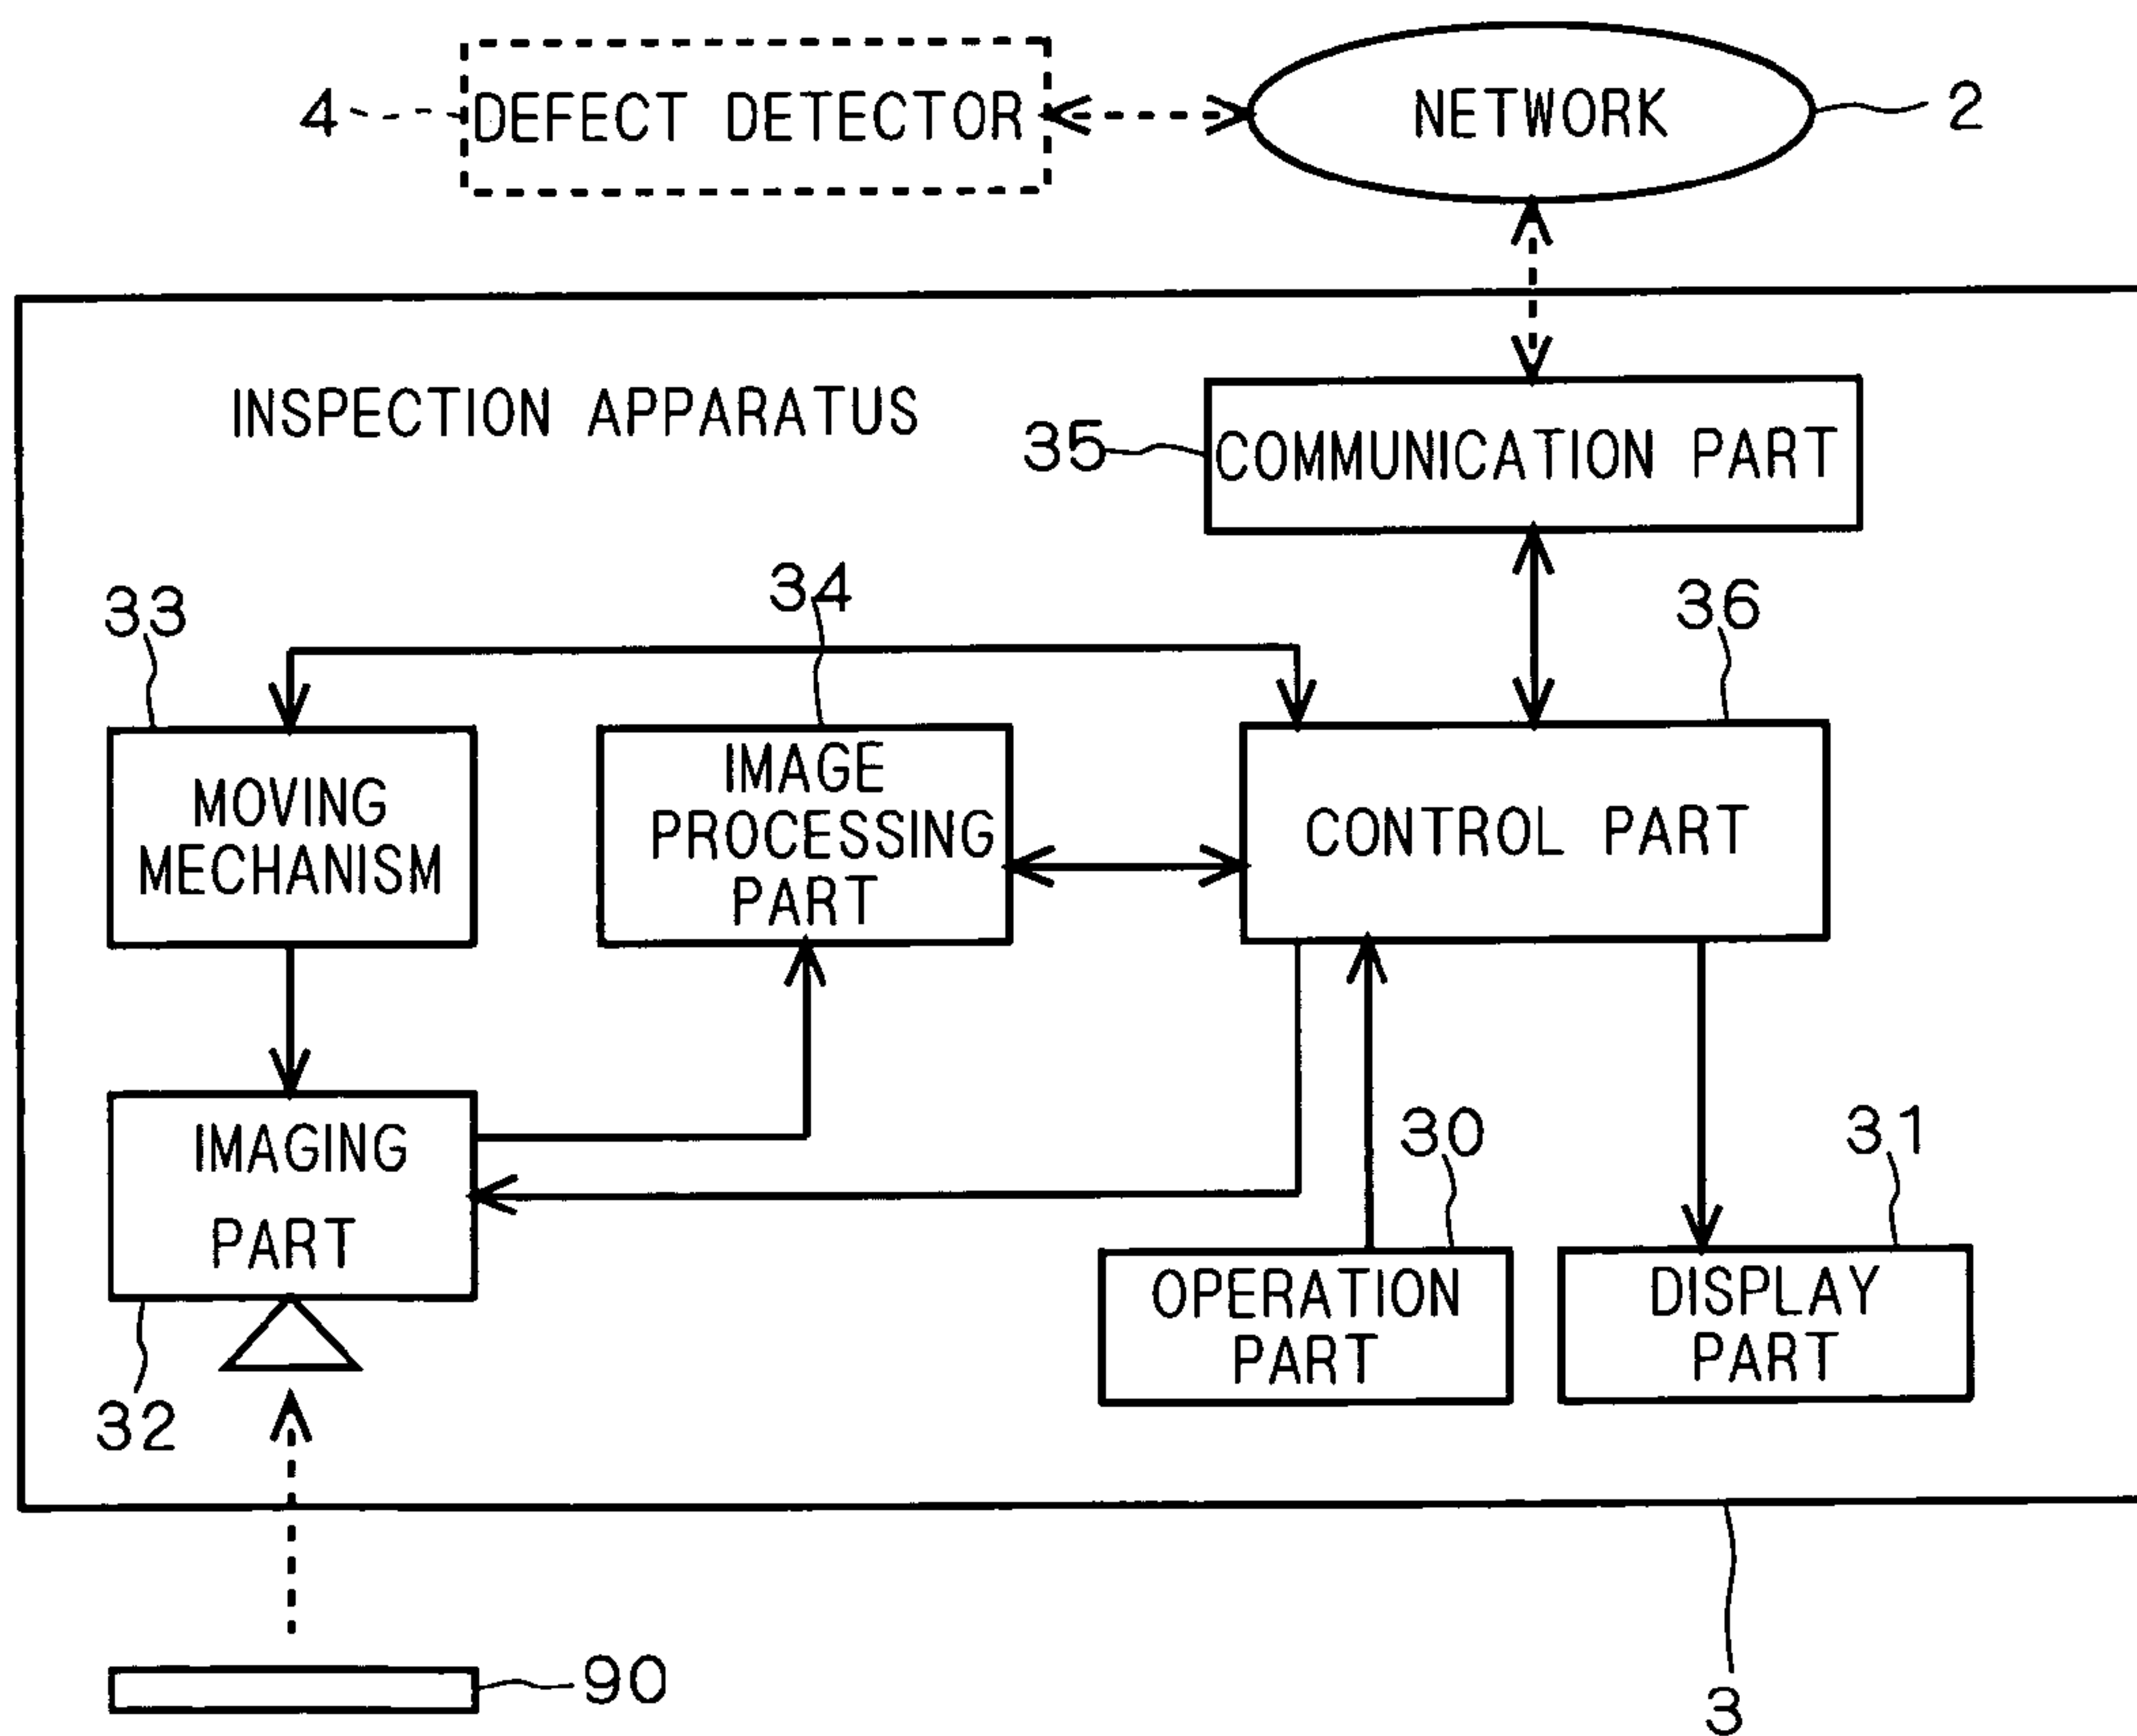 4
DEFECT DETECTOR
NETWORK
2
INSPECTION APPARATUS
35
COMMUNICATION PART
33
34
36
MOVING
MECHANISM
IMAGE
PROCESSING
PART
CONTROL PART
IMAGING
PART
32
30
OPERATION
PART
31
DISPLAY
PART
90
3